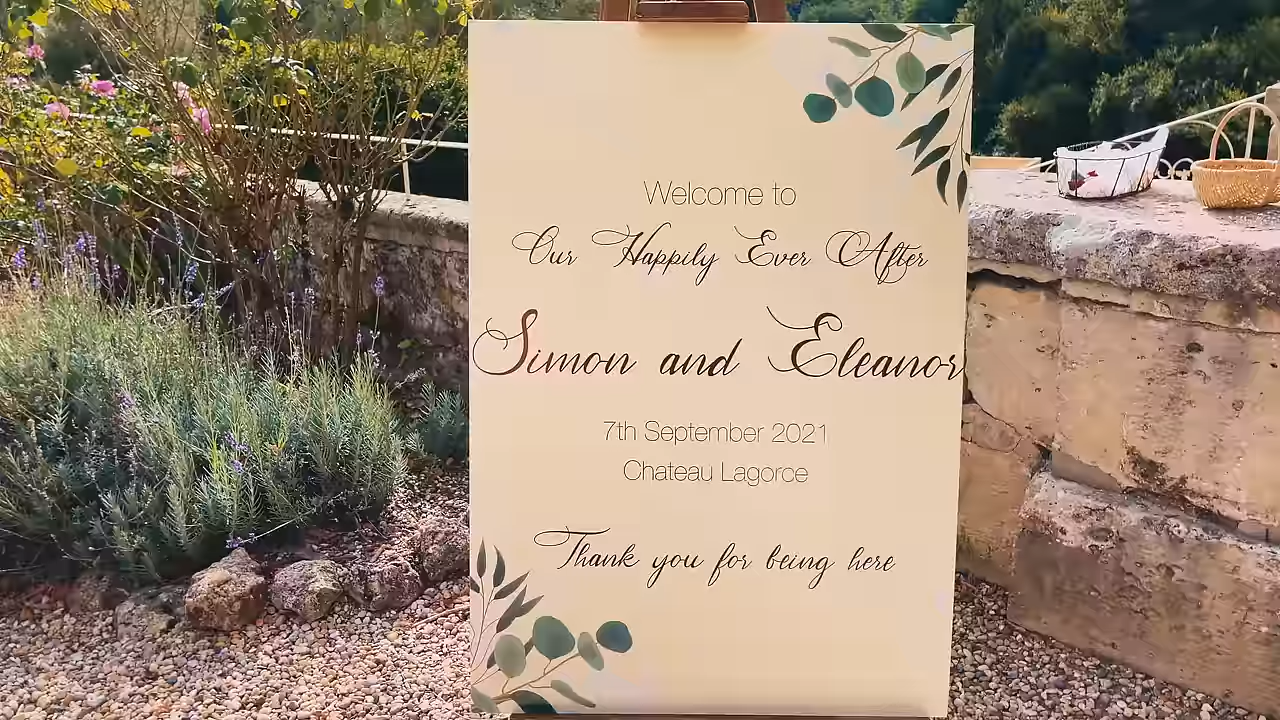 Welcome to
Our Happily Ever After
Simon and Eleanor
7th September 2021
Chateau Lagorce
Thank you for being here